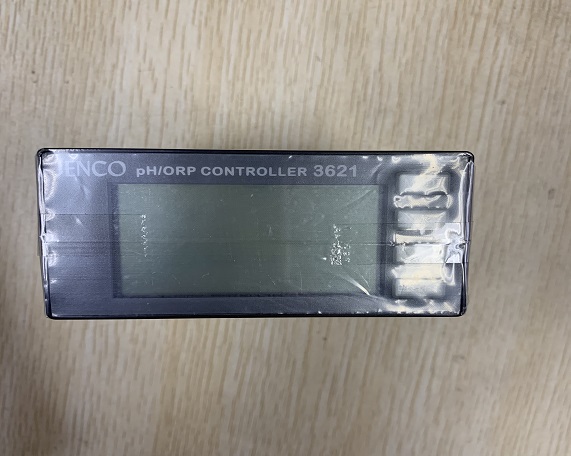 JENCO pH/ORP CONTROLLER 3621